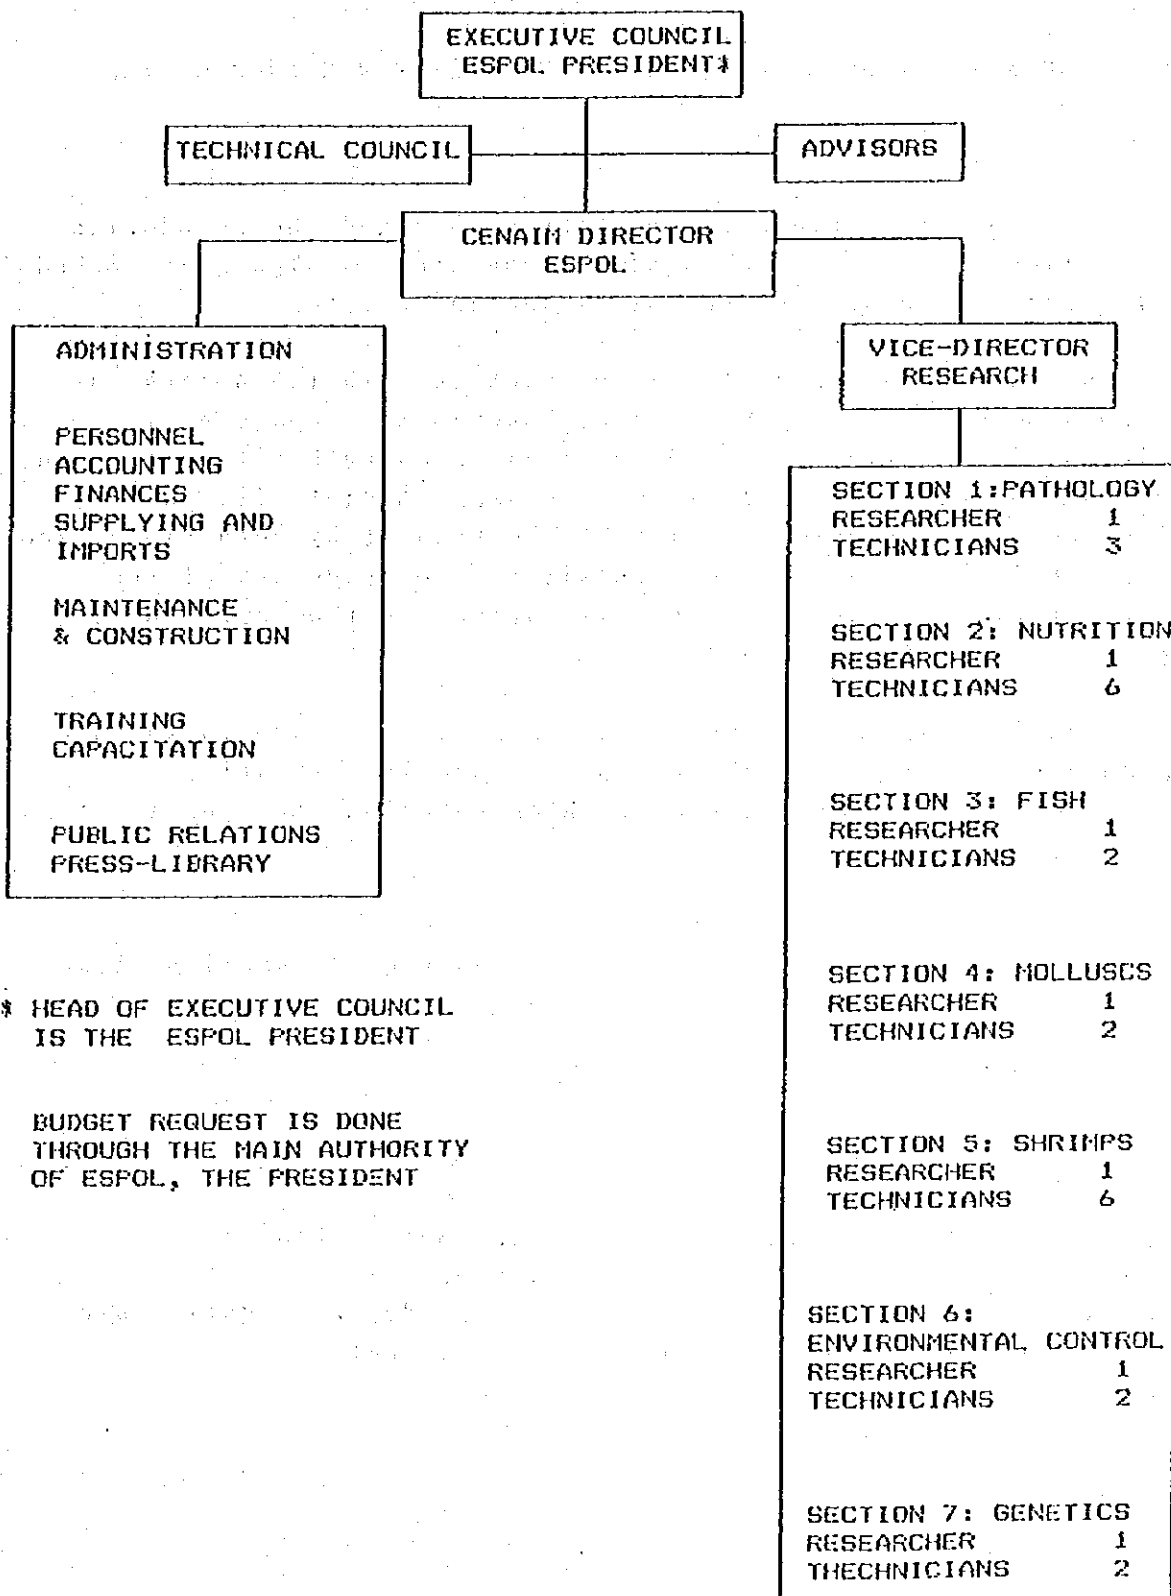 EXECUTIVE COUNCIL
ESPOL PRESIDENT*
TECHNICAL COUNCIL
ADVISORS
CENAIM DIRECTOR
ESPOL
ADMINISTRATION
PERSONNEL
ACCOUNTING
FINANCES
SUPPLYING AND
IMPORTS
MAINTENANCE
& CONSTRUCTION
TRAINING
CAPACITATION
PUBLIC RELATIONS
PRESS-LIBRARY
VICE-DIRECTOR
RESEARCH
SECTION 1:PATHOLOGY
RESEARCHER 1
TECHNICIANS 3
SECTION 2: NUTRITION
RESEARCHER 1
TECHNICIANS 6
SECTION 3: FISH
RESEARCHER 1
TECHNICIANS 2
SECTION 4: MOLLUSCS
RESEARCHER 1
TECHNICIANS 2
SECTION 5: SHRIMPS
RESEARCHER 1
TECHNICIANS 6
SECTION 6:
ENVIRONMENTAL CONTROL
RESEARCHER 1
TECHNICIANS 2
SECTION 7: GENETICS
RESEARCHER 1
THECHNICIANS 2
* HEAD OF EXECUTIVE COUNCIL
IS THE ESPOL PRESIDENT
BUDGET REQUEST IS DONE
THROUGH THE MAIN AUTHORITY
OF ESPOL, THE PRESIDENT